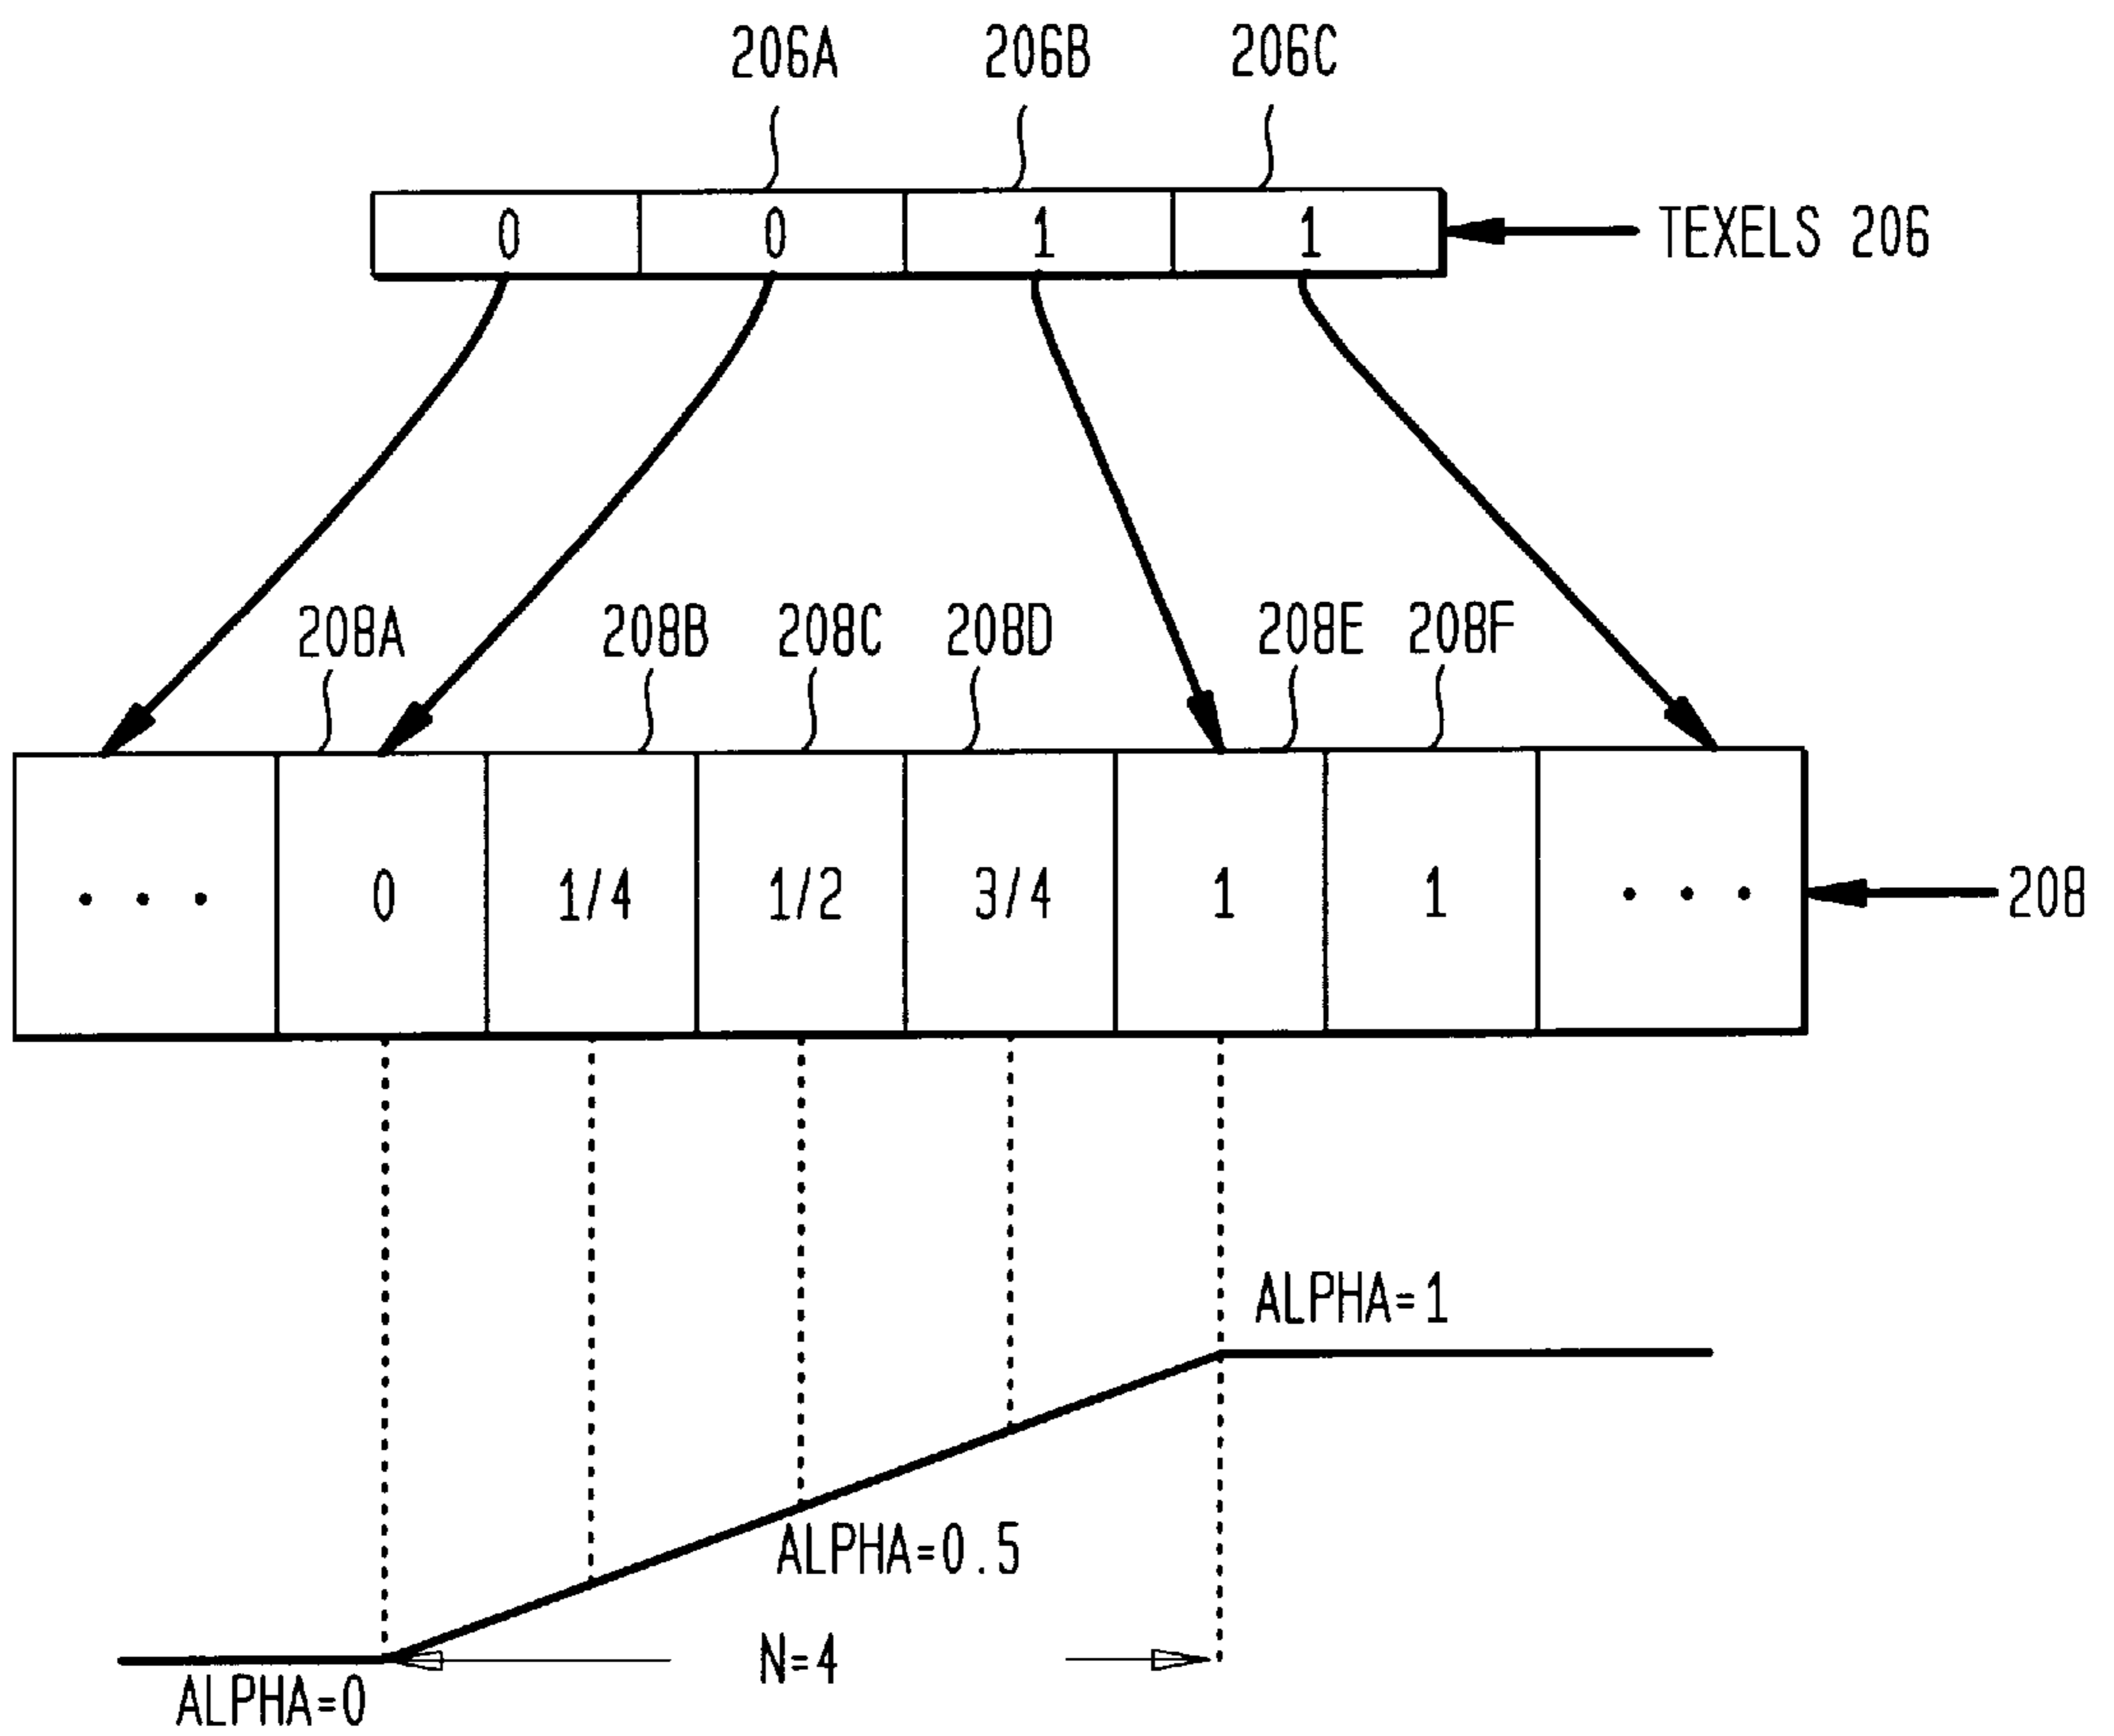 206A 206B 206C
0 0 1 1 TEXELS 206
208A 208B 208C 208D 208E 208F
. . . 0 1/4 1/2 3/4 1 1 . . . 208
ALPHA=1
ALPHA=0.5
N=4
ALPHA=0